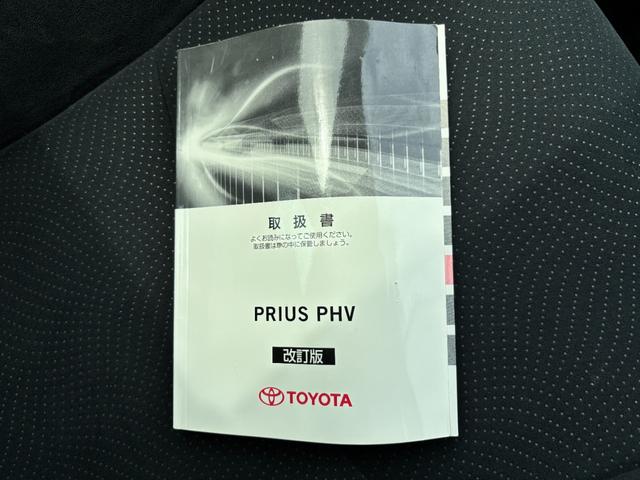 取扱書
よくお読みになってご使用ください。
取扱書は車の中に保管しましょう。
PRIUS PHV
改訂版
TOYOTA